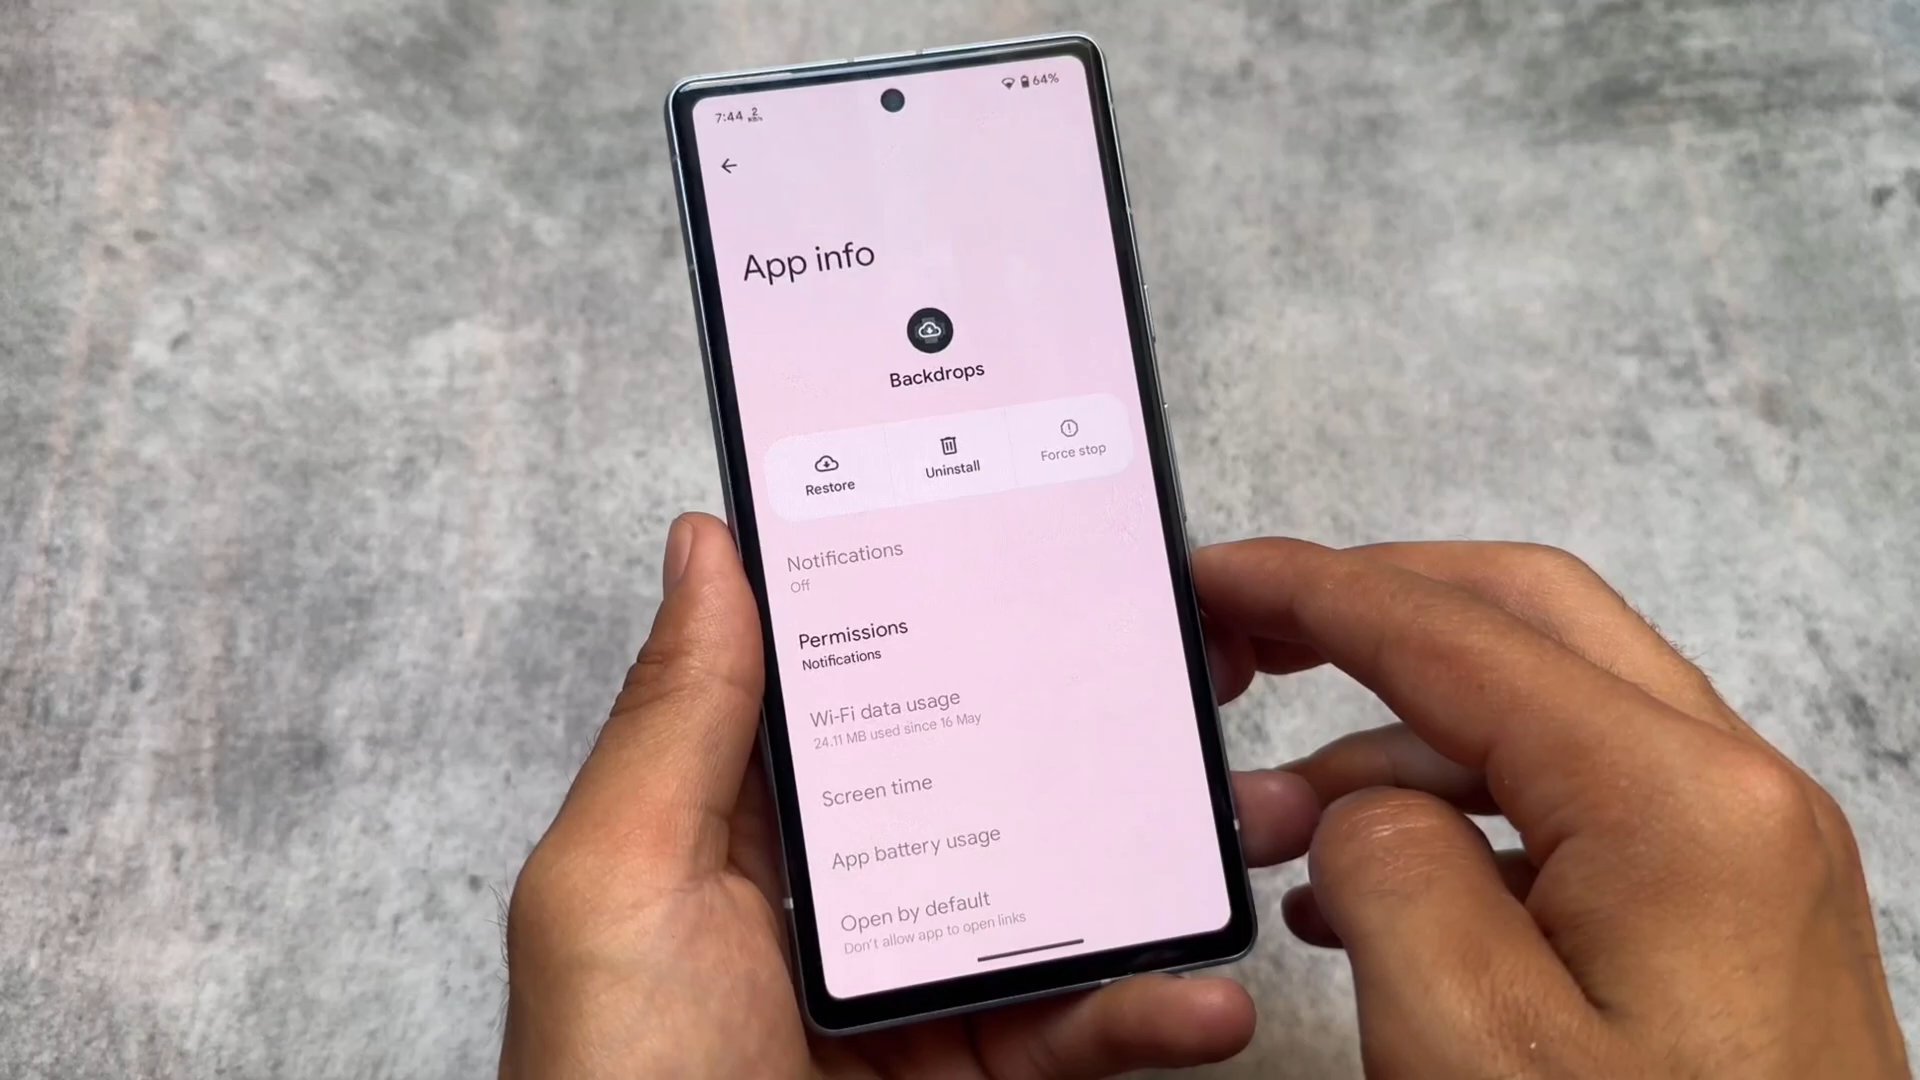 7:44 2 KB/s 64%
App info
Backdrops
Restore Uninstall Force stop
Notifications
Off
Permissions
Notifications
Wi-Fi data usage
24.11 MB used since 16 May
Screen time
App battery usage
Open by default
Don't allow app to open links